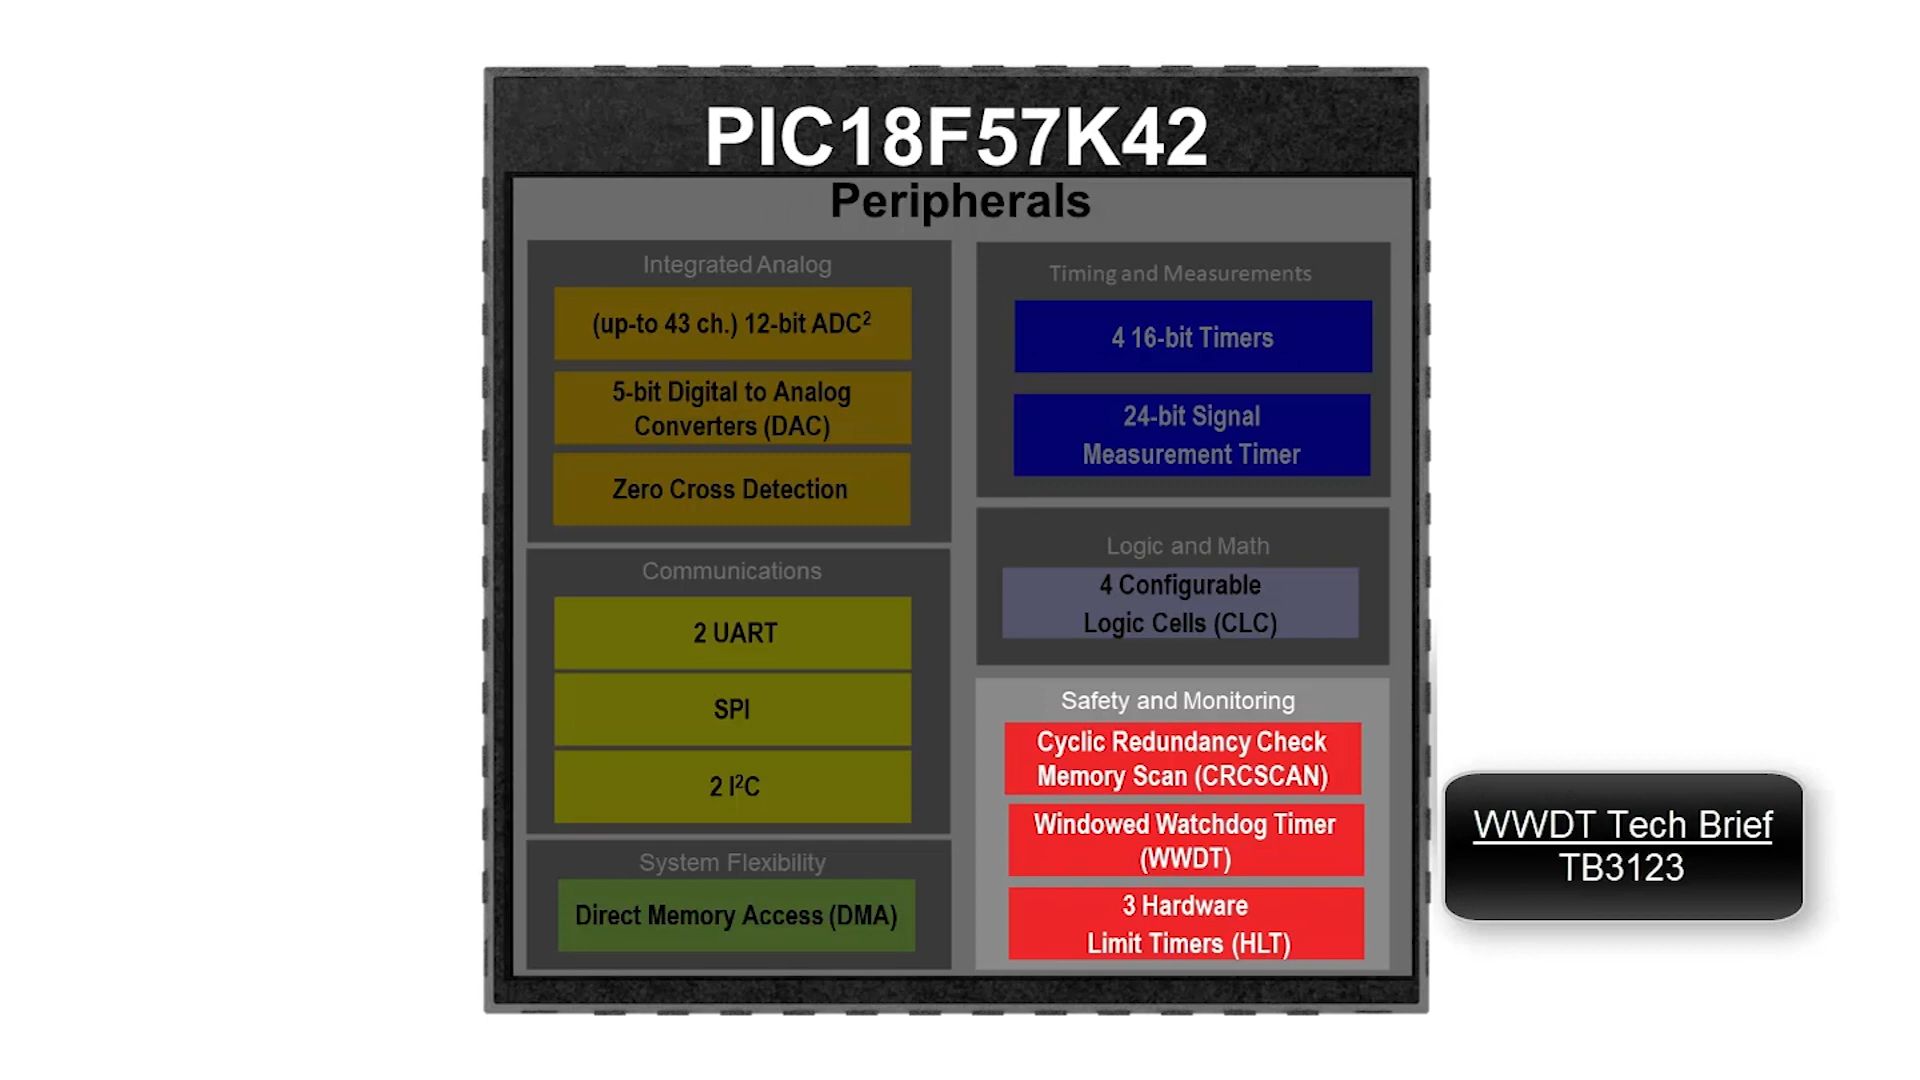 PIC18F57K42
Peripherals
Integrated Analog
(up-to 43 ch.) 12-bit ADC²
5-bit Digital to Analog
Converters (DAC)
Zero Cross Detection
Communications
2 UART
SPI
2 I²C
System Flexibility
Direct Memory Access (DMA)
Timing and Measurements
4 16-bit Timers
24-bit Signal
Measurement Timer
Logic and Math
4 Configurable
Logic Cells (CLC)
Safety and Monitoring
Cyclic Redundancy Check
Memory Scan (CRCSCAN)
Windowed Watchdog Timer
(WWDT)
3 Hardware
Limit Timers (HLT)
WWDT Tech Brief
TB3123